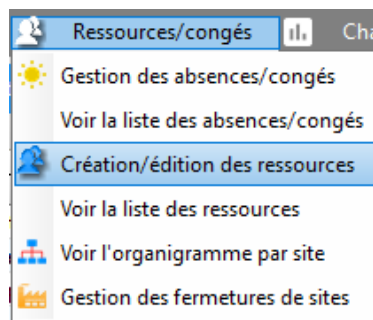 Ressources/congés Cha
Gestion des absences/congés
Voir la liste des absences/congés
Création/édition des ressources
Voir la liste des ressources
Voir l'organigramme par site
Gestion des fermetures de sites